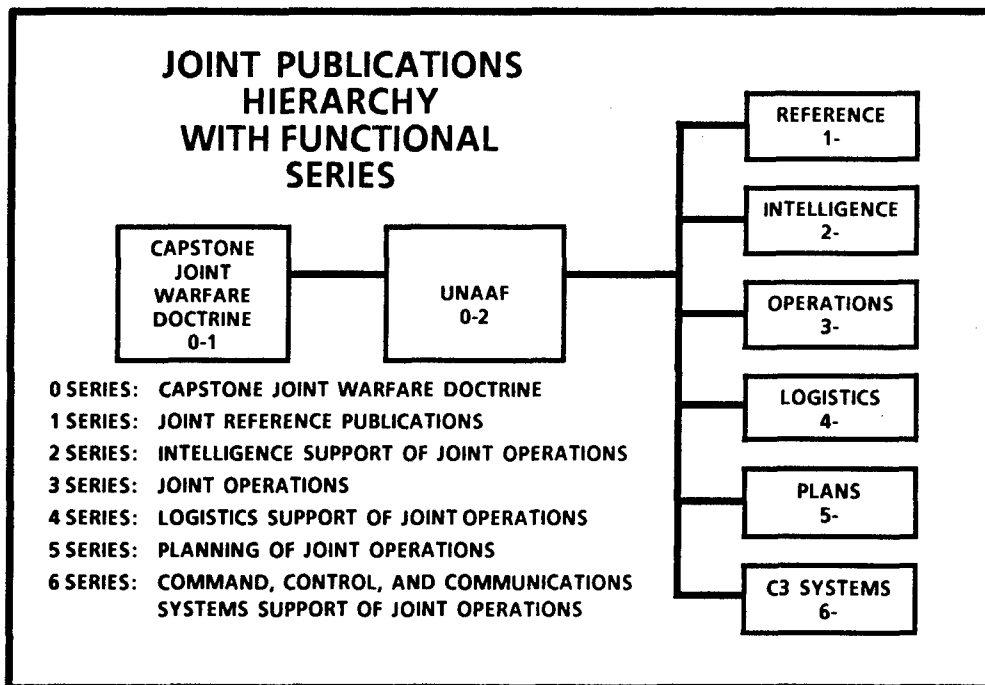 JOINT PUBLICATIONS
HIERARCHY
WITH FUNCTIONAL
SERIES
CAPSTONE
JOINT
WARFARE
DOCTRINE
0-1
UNAAF
0-2
REFERENCE
1-
INTELLIGENCE
2-
OPERATIONS
3-
LOGISTICS
4-
PLANS
5-
C3 SYSTEMS
6-
0 SERIES: CAPSTONE JOINT WARFARE DOCTRINE
1 SERIES: JOINT REFERENCE PUBLICATIONS
2 SERIES: INTELLIGENCE SUPPORT OF JOINT OPERATIONS
3 SERIES: JOINT OPERATIONS
4 SERIES: LOGISTICS SUPPORT OF JOINT OPERATIONS
5 SERIES: PLANNING OF JOINT OPERATIONS
6 SERIES: COMMAND, CONTROL, AND COMMUNICATIONS
SYSTEMS SUPPORT OF JOINT OPERATIONS